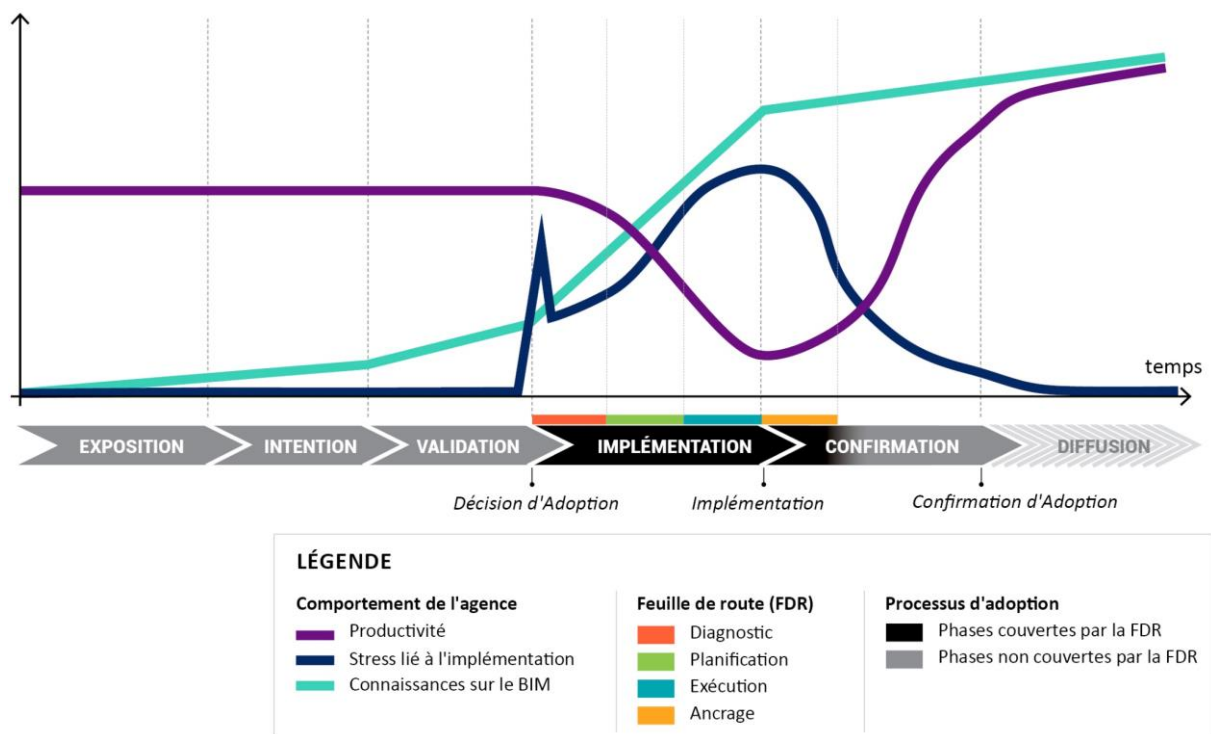 temps
EXPOSITION
INTENTION
VALIDATION
IMPLÉMENTATION
CONFIRMATION
DIFFUSION
Décision d'Adoption
Implémentation
Confirmation d'Adoption
LÉGENDE
Comportement de l'agence
Productivité
Stress lié à l'implémentation
Connaissances sur le BIM
Feuille de route (FDR)
Diagnostic
Planification
Exécution
Ancrage
Processus d'adoption
Phases couvertes par la FDR
Phases non couvertes par la FDR